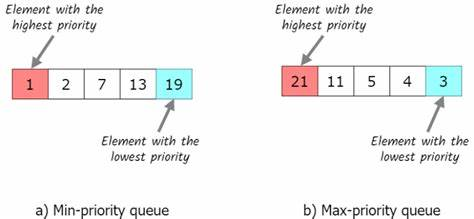 Element with the
highest priority
1 2 7 13 19
Element with the
lowest priority
a) Min-priority queue
Element with the
highest priority
21 11 5 4 3
Element with the
lowest priority
b) Max-priority queue